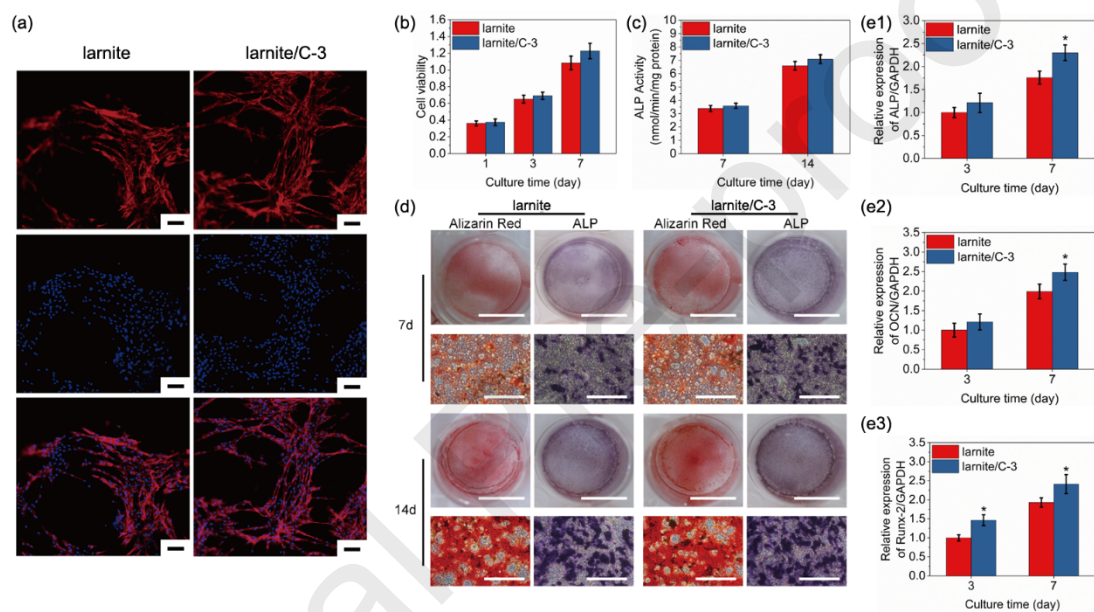 (a)
larnite
larnite/C-3
(b)
larnite
larnite/C-3
Cell viability
1.4
1.2
1.0
0.8
0.6
0.4
0.2
0.0
1
3
7
Culture time (day)
(c)
larnite
larnite/C-3
ALP Activity
(nmol/min/mg protein)
10
9
8
7
6
5
4
3
2
1
0
7
14
Culture time (day)
(d)
larnite
larnite/C-3
Alizarin Red
ALP
Alizarin Red
ALP
7d
14d
(e1)
larnite
larnite/C-3
Relative expression
of ALP/GAPDH
3.0
2.5
2.0
1.5
1.0
0.5
0.0
*
3
7
Culture time (day)
(e2)
larnite
larnite/C-3
Relative expression
of OCN/GAPDH
3.5
3.0
2.5
2.0
1.5
1.0
0.5
0.0
*
3
7
Culture time (day)
(e3)
larnite
larnite/C-3
Relative expression
of Runx-2/GAPDH
3.5
3.0
2.5
2.0
1.5
1.0
0.5
0.0
*
*
3
7
Culture time (day)